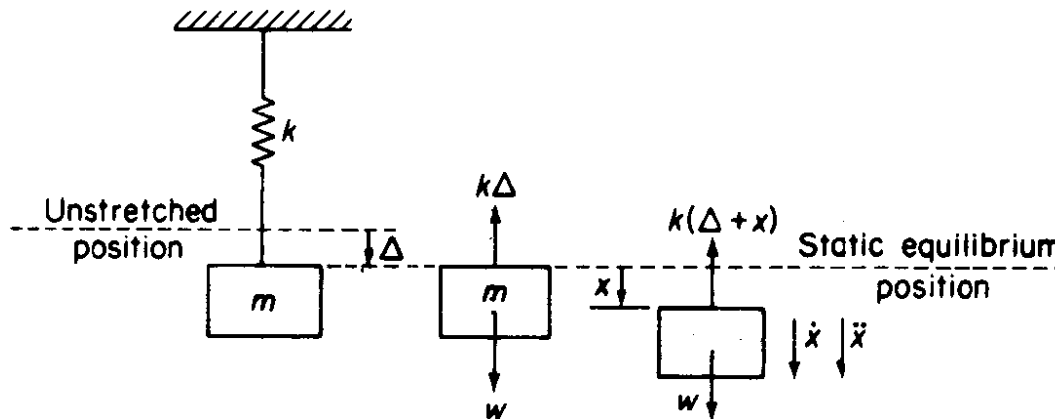 k
Unstretched
position
Δ
m
kΔ
m
w
k(Δ + x)
x
ẋ ẍ
w
Static equilibrium
position